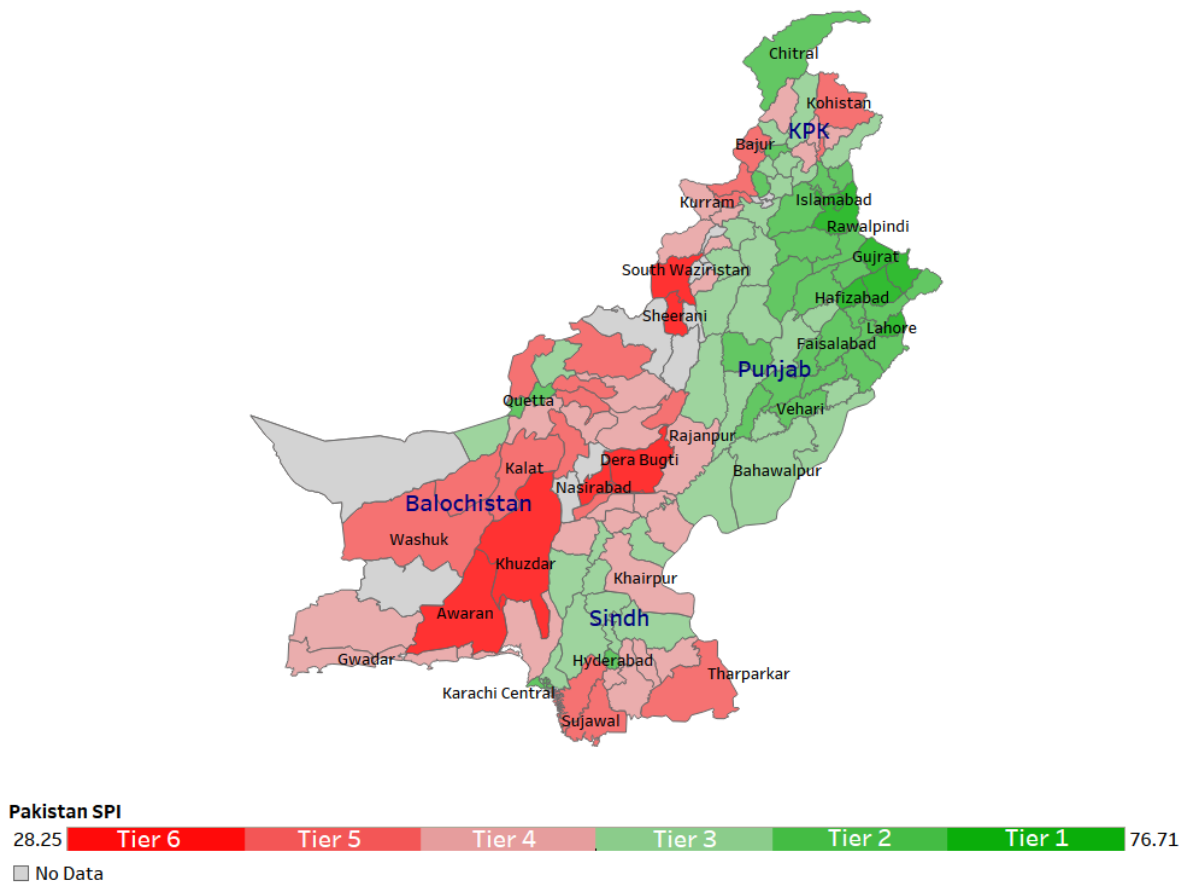 Chitral
Kohistan
KPK
Bajur
Kurram
Islamabad
Rawalpindi
Gujrat
South Waziristan
Hafizabad
Sheerani
Lahore
Faisalabad
Punjab
Quetta
Vehari
Rajanpur
Dera Bugti
Kalat
Bahawalpur
Nasirabad
Balochistan
Washuk
Khuzdar
Khairpur
Awaran
Sindh
Gwadar
Hyderabad
Tharparkar
Karachi Central
Sujawal
Pakistan SPI
28.25 Tier 6 Tier 5 Tier 4 Tier 3 Tier 2 Tier 1 76.71
No Data